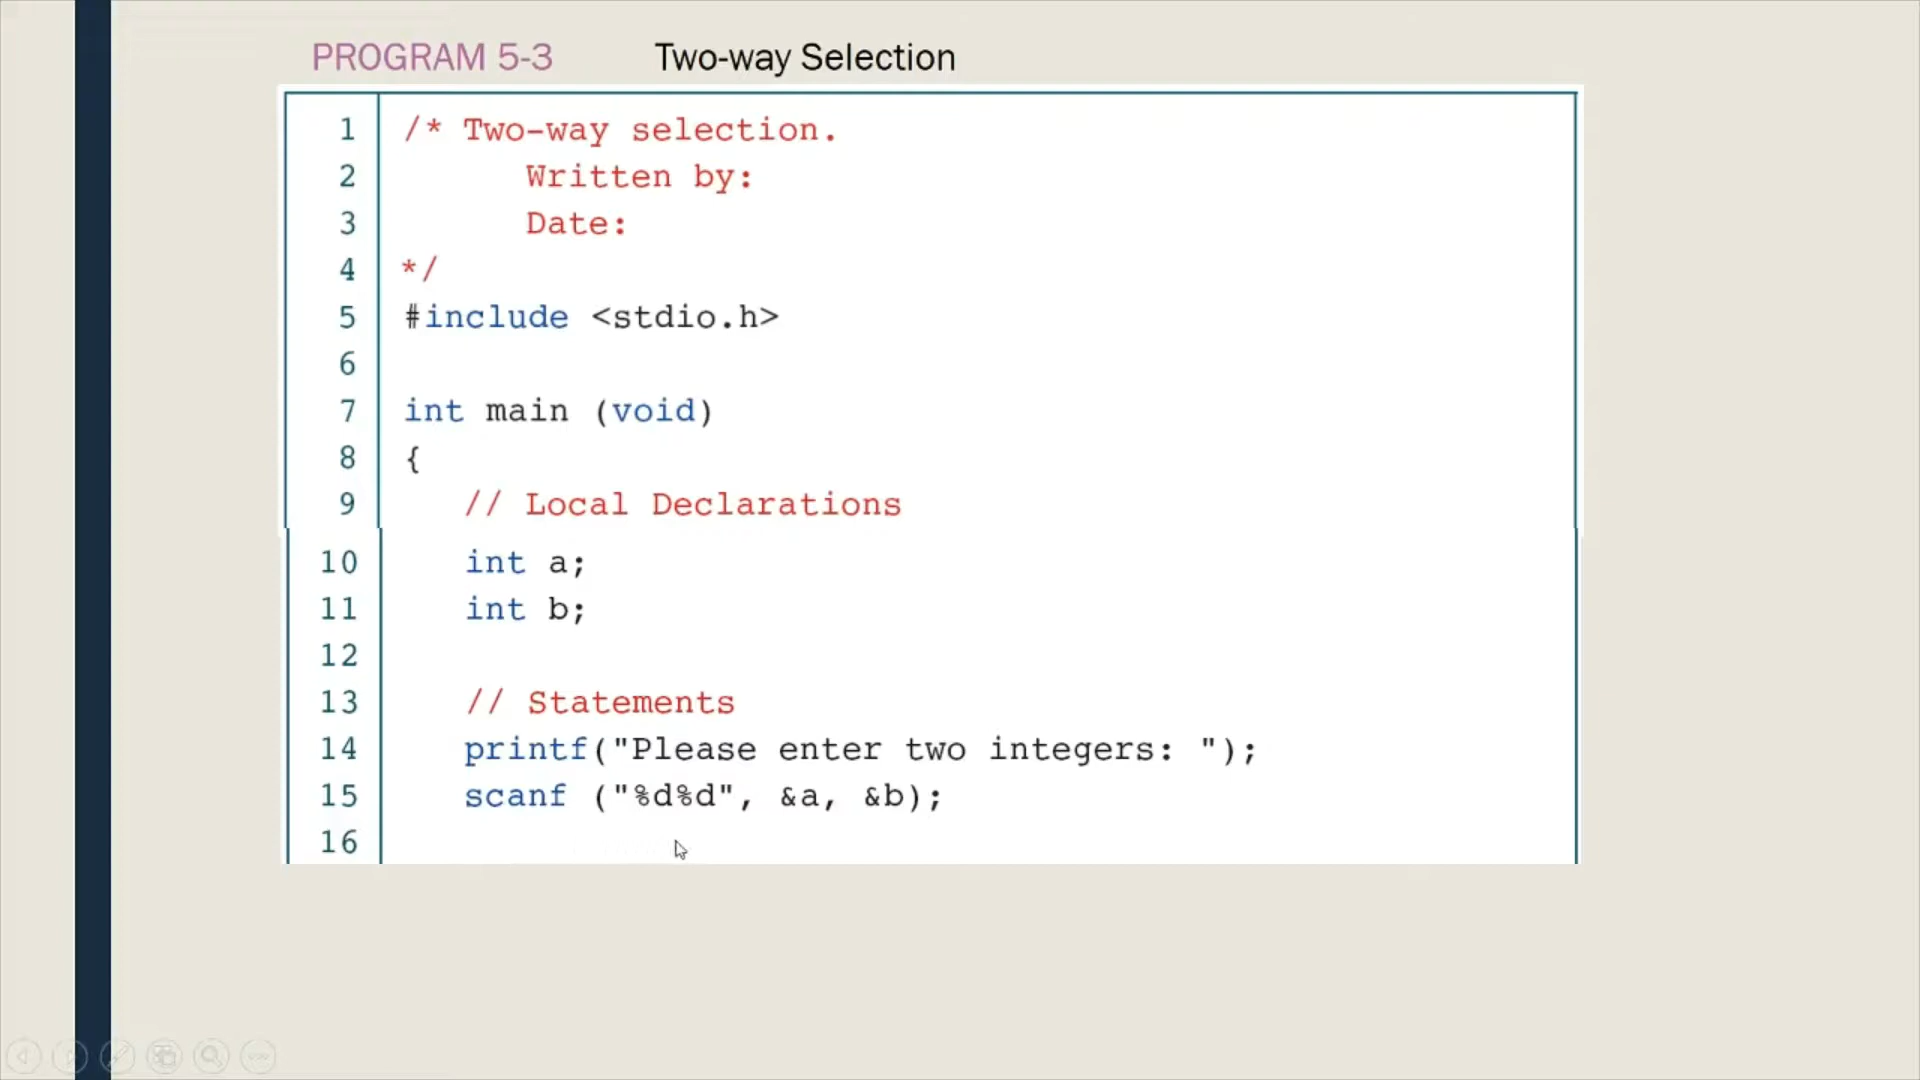 PROGRAM 5-3 Two-way Selection
1 /* Two-way selection.
2 Written by:
3 Date:
4 */
5 #include <stdio.h>
6
7 int main (void)
8 {
9 // Local Declarations
10 int a;
11 int b;
12
13 // Statements
14 printf("Please enter two integers: ");
15 scanf ("%d%d", &a, &b);
16